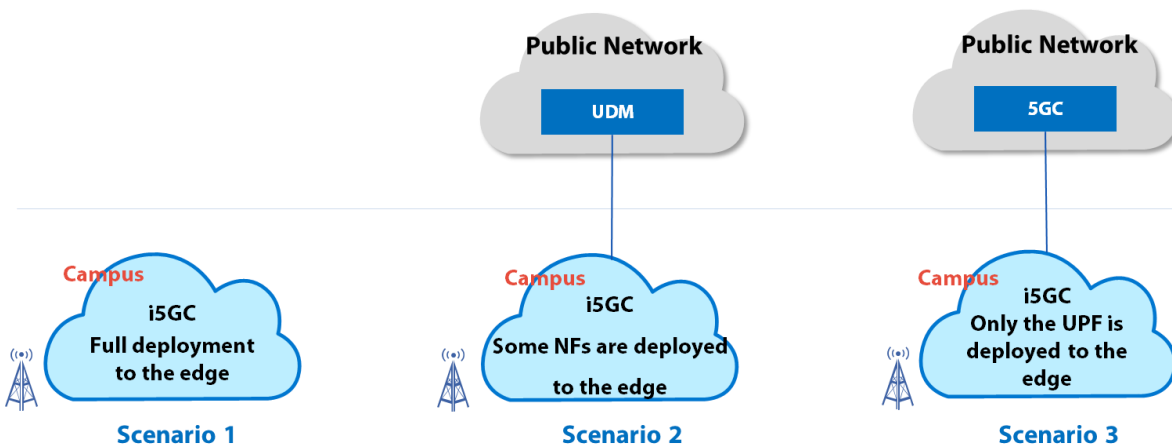 Public Network
UDM
Public Network
5GC
Campus
i5GC
Full deployment
to the edge
Scenario 1
Campus
i5GC
Some NFs are deployed
to the edge
Scenario 2
Campus
i5GC
Only the UPF is
deployed to the
edge
Scenario 3